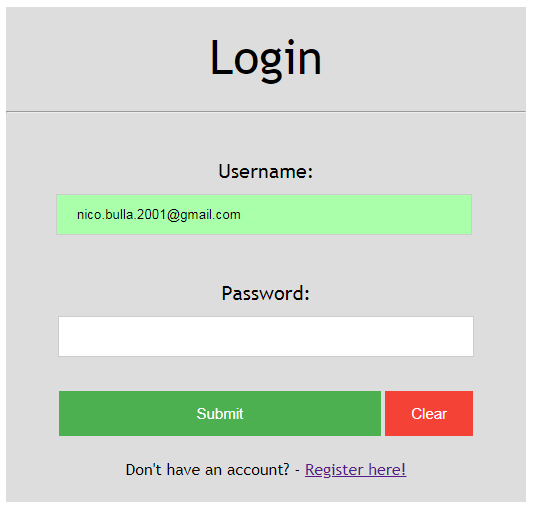 Login
Username:
nico.bulla.2001@gmail.com
Password:
Submit Clear
Don't have an account? - Register here!